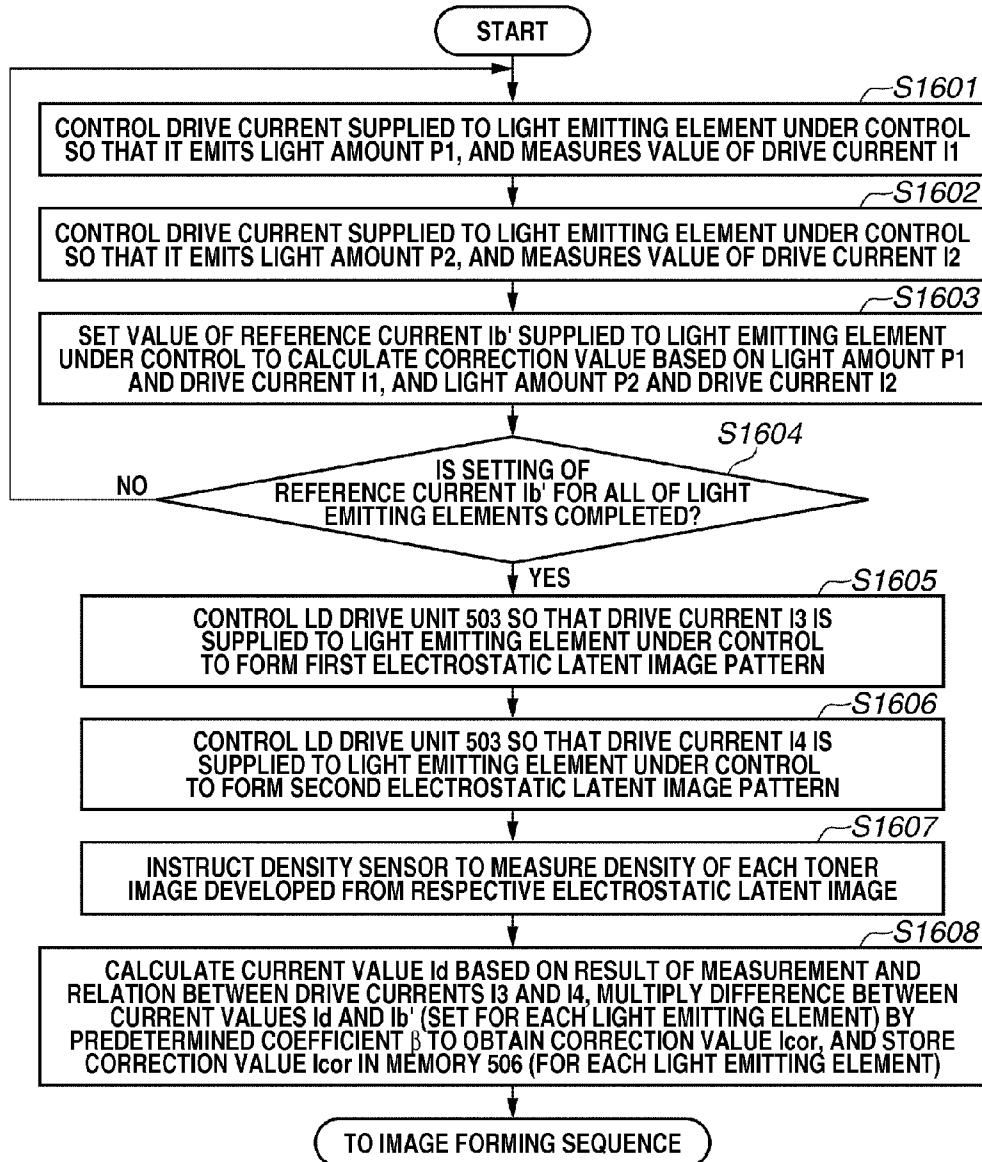 START
S1601
CONTROL DRIVE CURRENT SUPPLIED TO LIGHT EMITTING ELEMENT UNDER CONTROL
SO THAT IT EMITS LIGHT AMOUNT P1, AND MEASURES VALUE OF DRIVE CURRENT I1
S1602
CONTROL DRIVE CURRENT SUPPLIED TO LIGHT EMITTING ELEMENT UNDER CONTROL
SO THAT IT EMITS LIGHT AMOUNT P2, AND MEASURES VALUE OF DRIVE CURRENT I2
S1603
SET VALUE OF REFERENCE CURRENT Ib' SUPPLIED TO LIGHT EMITTING ELEMENT
UNDER CONTROL TO CALCULATE CORRECTION VALUE BASED ON LIGHT AMOUNT P1
AND DRIVE CURRENT I1, AND LIGHT AMOUNT P2 AND DRIVE CURRENT I2
S1604
IS SETTING OF
REFERENCE CURRENT Ib' FOR ALL OF LIGHT
EMITTING ELEMENTS COMPLETED?
NO
YES
S1605
CONTROL LD DRIVE UNIT 503 SO THAT DRIVE CURRENT I3 IS
SUPPLIED TO LIGHT EMITTING ELEMENT UNDER CONTROL
TO FORM FIRST ELECTROSTATIC LATENT IMAGE PATTERN
S1606
CONTROL LD DRIVE UNIT 503 SO THAT DRIVE CURRENT I4 IS
SUPPLIED TO LIGHT EMITTING ELEMENT UNDER CONTROL
TO FORM SECOND ELECTROSTATIC LATENT IMAGE PATTERN
S1607
INSTRUCT DENSITY SENSOR TO MEASURE DENSITY OF EACH TONER
IMAGE DEVELOPED FROM RESPECTIVE ELECTROSTATIC LATENT IMAGE
S1608
CALCULATE CURRENT VALUE Id BASED ON RESULT OF MEASUREMENT AND
RELATION BETWEEN DRIVE CURRENTS I3 AND I4, MULTIPLY DIFFERENCE BETWEEN
CURRENT VALUES Id AND Ib' (SET FOR EACH LIGHT EMITTING ELEMENT) BY
PREDETERMINED COEFFICIENT β TO OBTAIN CORRECTION VALUE Icor, AND STORE
CORRECTION VALUE Icor IN MEMORY 506 (FOR EACH LIGHT EMITTING ELEMENT)
TO IMAGE FORMING SEQUENCE